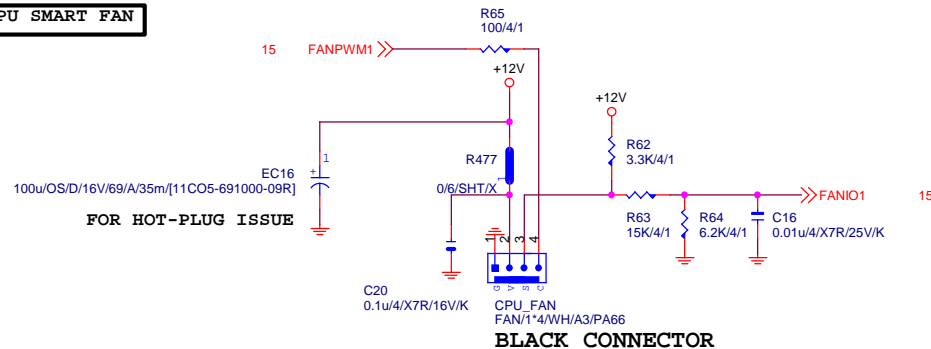 PU SMART FAN
R65
100/4/1
15 FANPWM1
+12V
+12V
R62
3.3K/4/1
1
EC16
100u/OS/D/16V/69/A/35m/[11CO5-691000-09R]
R477
1
0/6/SHT/X
FANIO1 15
FOR HOT-PLUG ISSUE
R63
15K/4/1
R64
6.2K/4/1
C16
0.01u/4/X7R/25V/K
1 2 3 4
G V S C
C20
0.1u/4/X7R/16V/K
CPU_FAN
FAN/1*4/WH/A3/PA66
BLACK CONNECTOR